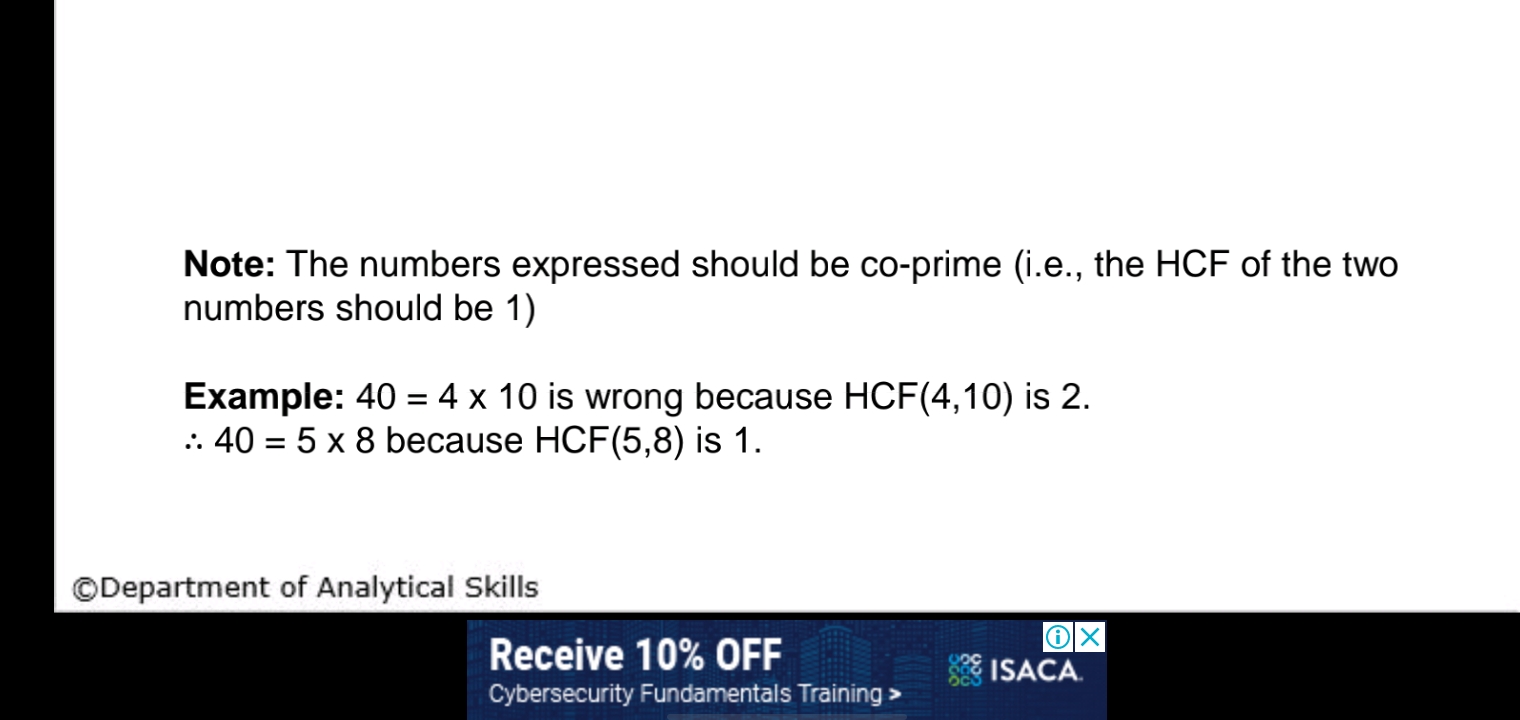 Note: The numbers expressed should be co-prime (i.e., the HCF of the two
numbers should be 1)
Example: 40 = 4 x 10 is wrong because HCF(4,10) is 2.
∴ 40 = 5 x 8 because HCF(5,8) is 1.
©Department of Analytical Skills
Receive 10% OFF
Cybersecurity Fundamentals Training >
ISACA.